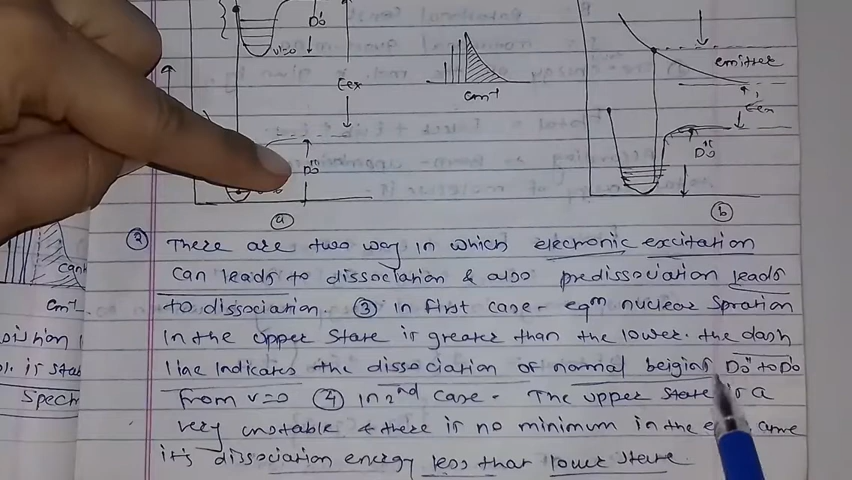 D₀'
v'=0
Eex
cm⁻¹
emitter
Eex
D₀"
D₀"
(a)
(b)
② There are two way in which electronic excitation
can leads to dissociation & also predissociation leads
to dissociation. ③ in first case - eqm nuclear Spration
in the upper state is greater than the lower. the dash
line indicates the dissociation of normal D₀" to D₀'
from v=0 ④ in 2nd case - The upper state is a
very unstable & there is no minimum in the
it's dissociation energy less that lower state.
cm⁻¹
Spect